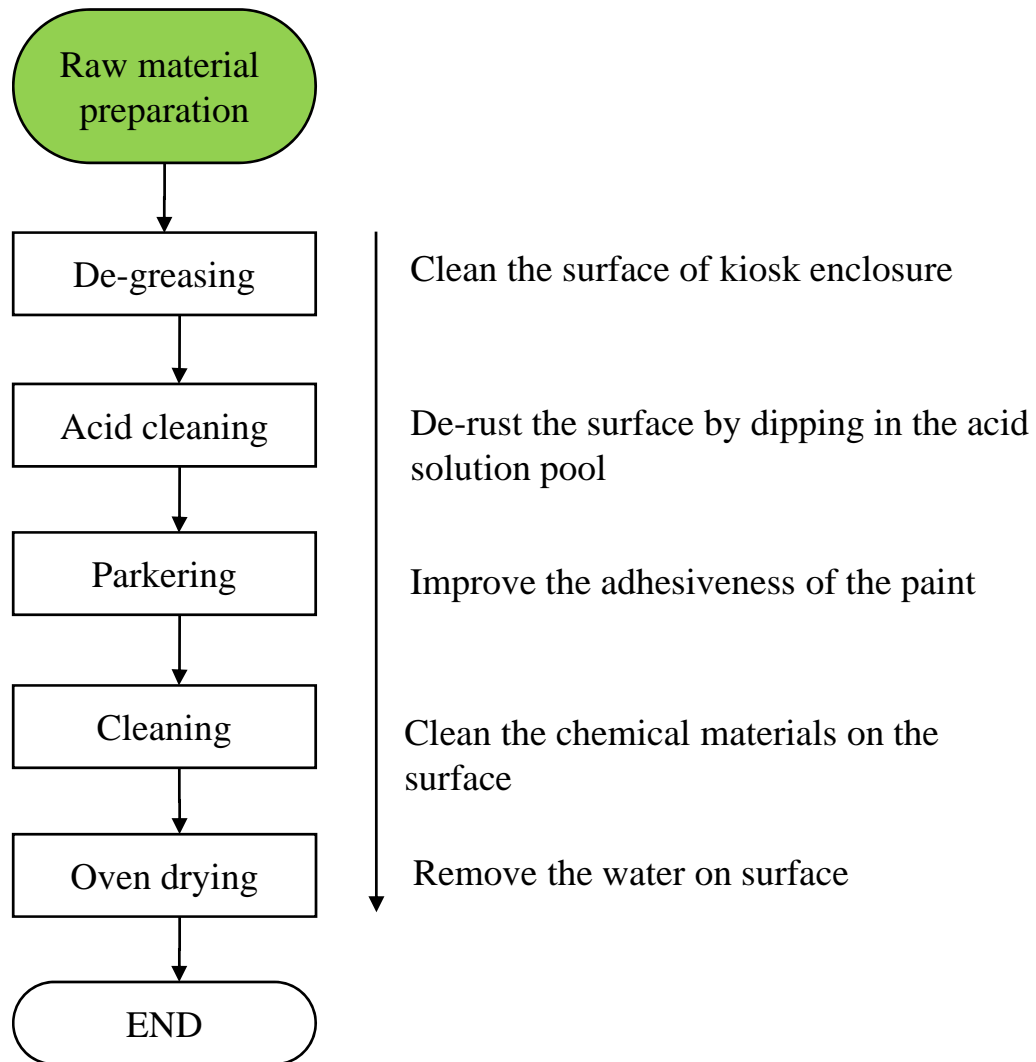 Raw material
preparation
De-greasing
Clean the surface of kiosk enclosure
Acid cleaning
De-rust the surface by dipping in the acid
solution pool
Parkering
Improve the adhesiveness of the paint
Cleaning
Clean the chemical materials on the
surface
Oven drying
Remove the water on surface
END